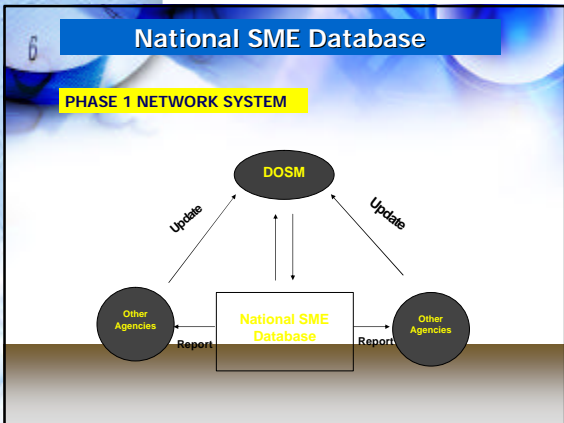 6
National SME Database
PHASE 1 NETWORK SYSTEM
DOSM
Update
Update
Other
Agencies
National SME
Database
Other
Agencies
Report
Report